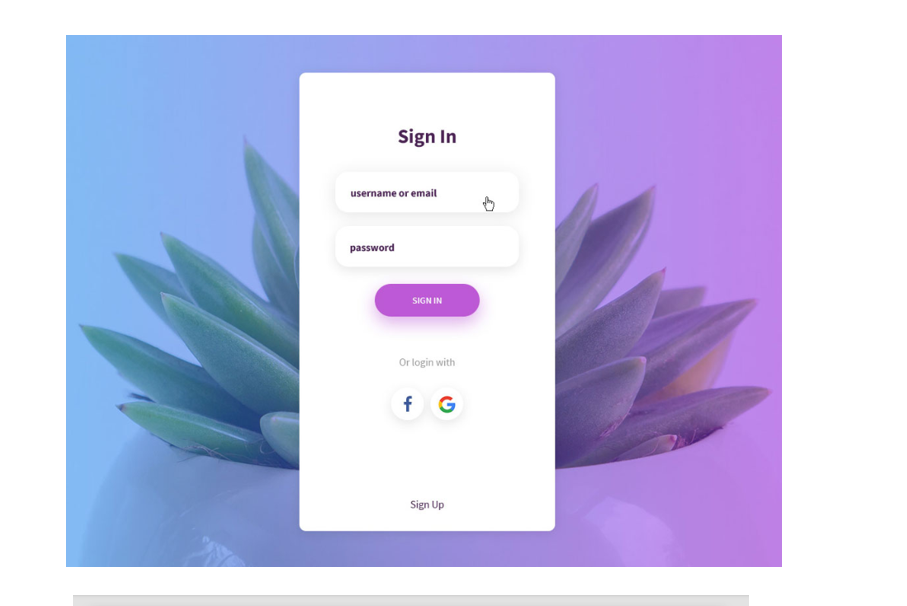 Sign In
username or email
password
SIGN IN
Or login with
Sign Up